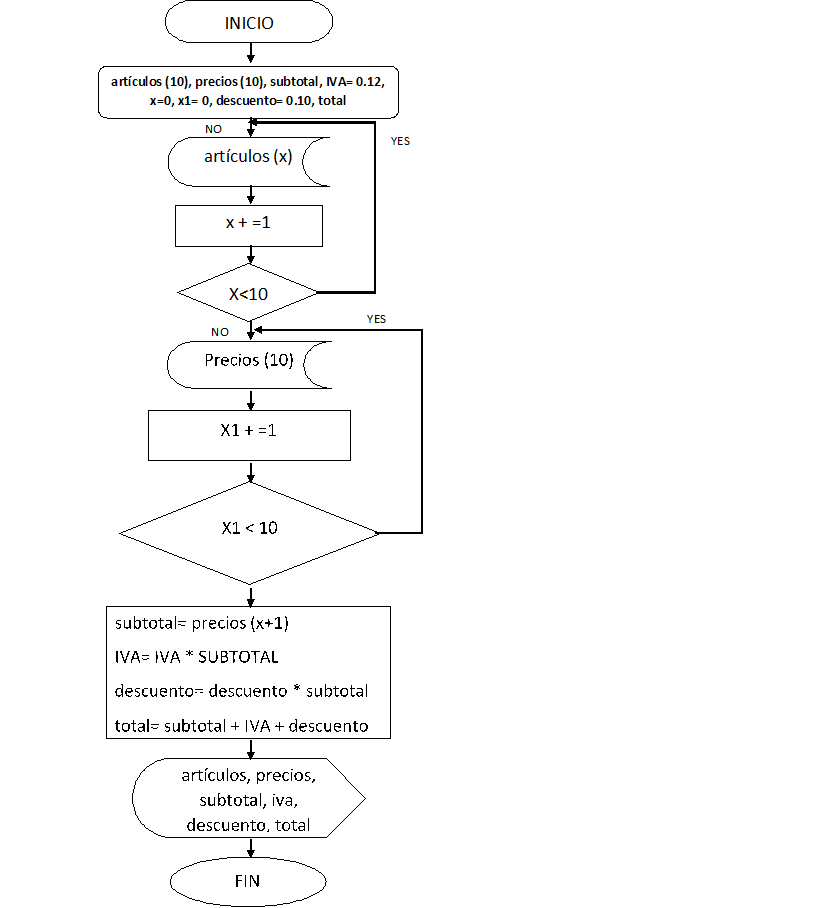 INICIO
artículos (10), precios (10), subtotal, IVA= 0.12,
x=0, x1= 0, descuento= 0.10, total
NO
YES
artículos (x)
x + =1
X<10
YES
NO
Precios (10)
X1 + =1
X1 < 10
subtotal= precios (x+1)
IVA= IVA * SUBTOTAL
descuento= descuento * subtotal
total= subtotal + IVA + descuento
artículos, precios,
subtotal, iva,
descuento, total
FIN